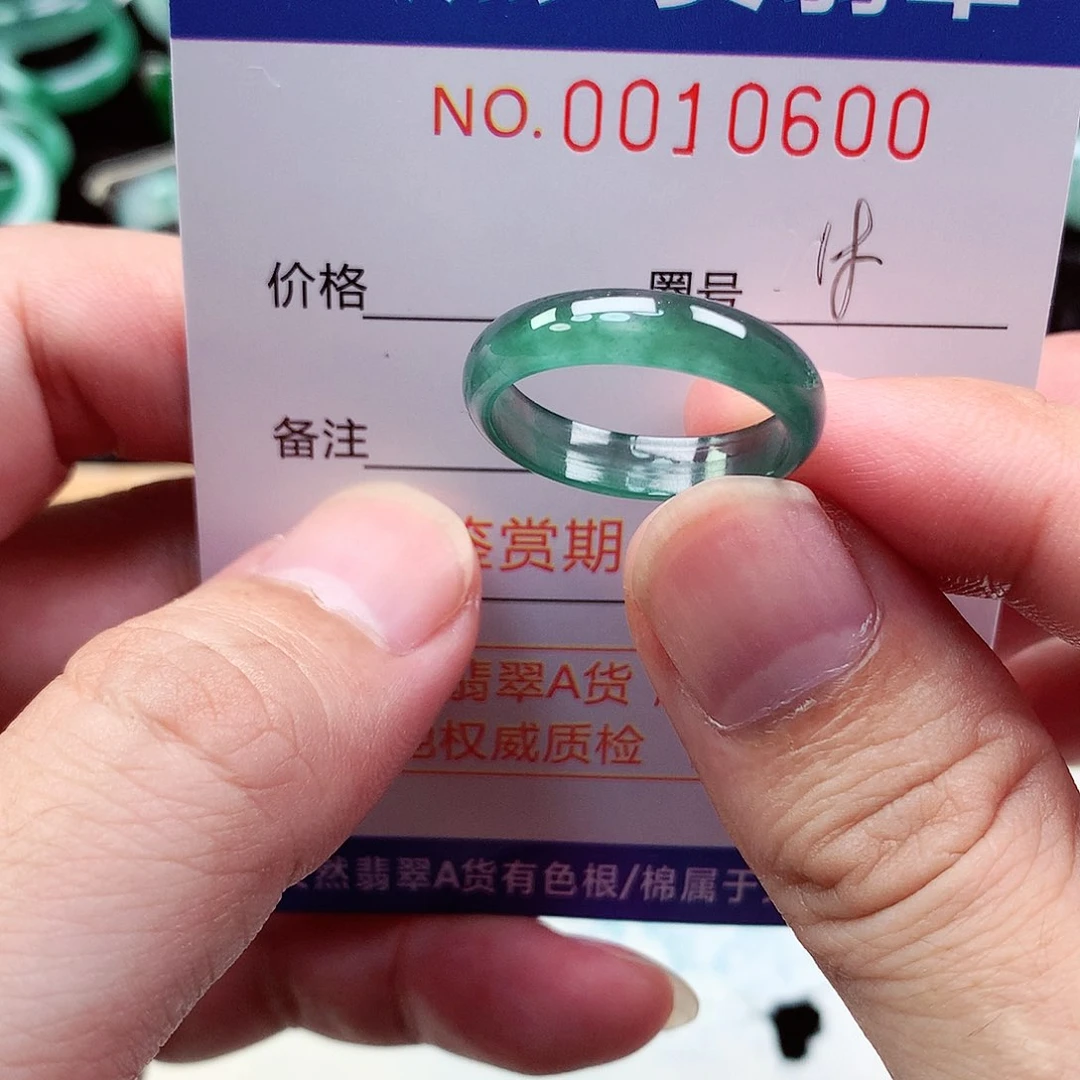 NO. 0010600
价格 圈号
备注
鉴赏期
翡翠A货
权威质检
然翡翠A货有色根/棉属于